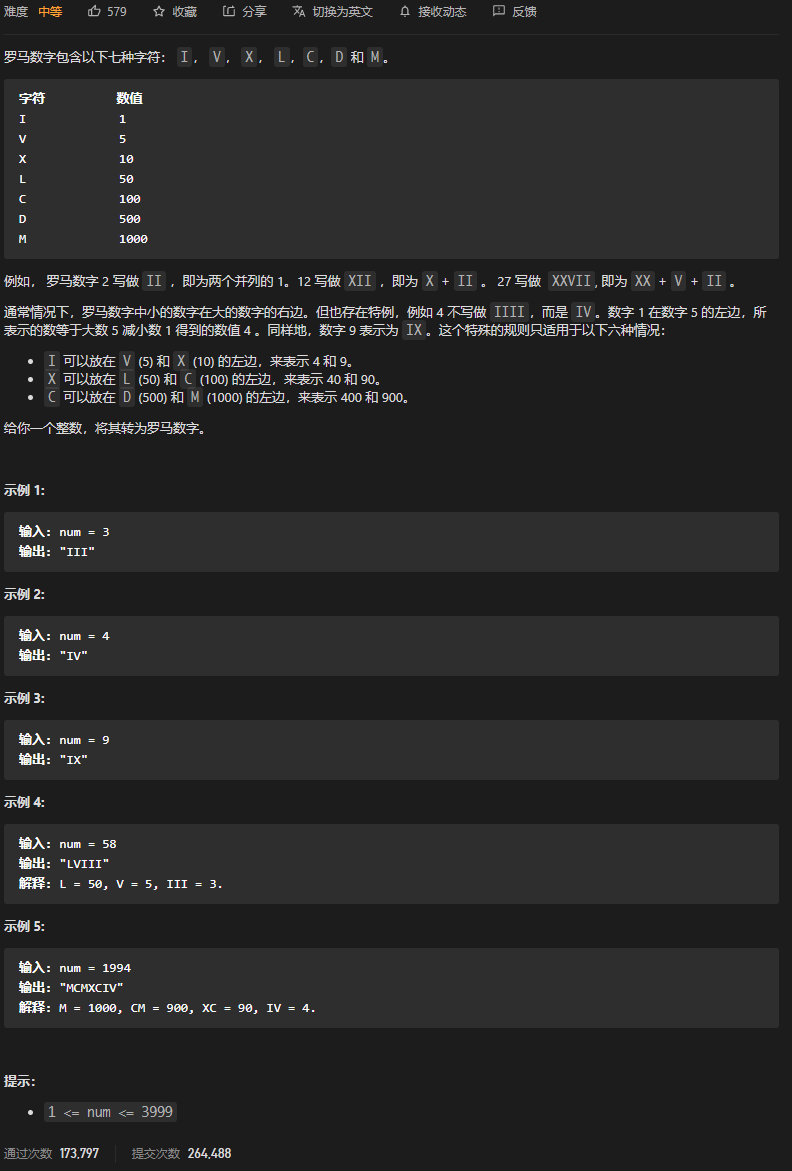 难度 中等 579 收藏 分享 切换为英文 接收动态 反馈
罗马数字包含以下七种字符： I， V， X， L，C，D 和 M。
字符 数值
I 1
V 5
X 10
L 50
C 100
D 500
M 1000
例如， 罗马数字 2 写做 II ，即为两个并列的 1。12 写做 XII ，即为 X + II 。 27 写做 XXVII, 即为 XX + V + II 。
通常情况下，罗马数字中小的数字在大的数字的右边。但也存在特例，例如 4 不写做 IIII，而是 IV。数字 1 在数字 5 的左边，所
表示的数等于大数 5 减小数 1 得到的数值 4 。同样地，数字 9 表示为 IX。这个特殊的规则只适用于以下六种情况：
• I 可以放在 V (5) 和 X (10) 的左边，来表示 4 和 9。
• X 可以放在 L (50) 和 C (100) 的左边，来表示 40 和 90。
• C 可以放在 D (500) 和 M (1000) 的左边，来表示 400 和 900。
给你一个整数，将其转为罗马数字。
示例 1:
输入: num = 3
输出: "III"
示例 2:
输入: num = 4
输出: "IV"
示例 3:
输入: num = 9
输出: "IX"
示例 4:
输入: num = 58
输出: "LVIII"
解释: L = 50, V = 5, III = 3.
示例 5:
输入: num = 1994
输出: "MCMXCIV"
解释: M = 1000, CM = 900, XC = 90, IV = 4.
提示：
• 1 <= num <= 3999
通过次数 173,797 提交次数 264,488